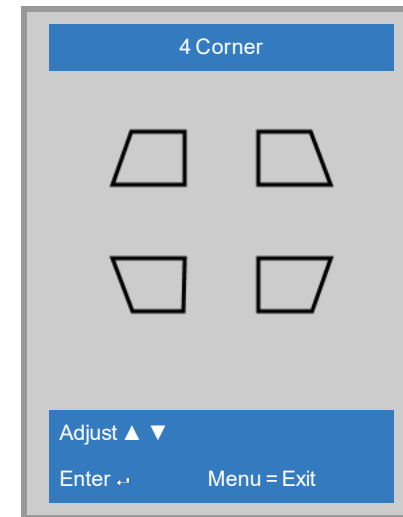 4 Corner
Adjust ▲ ▼
Enter ↵ Menu = Exit